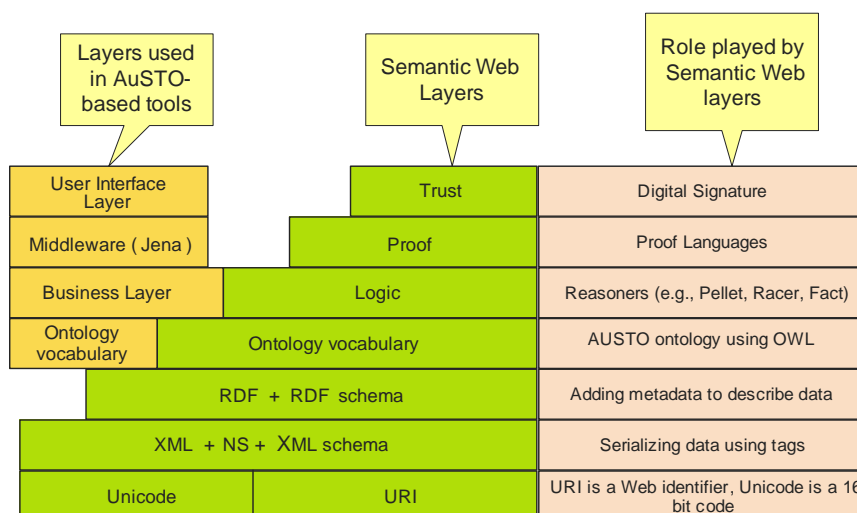 Layers used
in AuSTO-
based tools
Semantic Web
Layers
Role played by
Semantic Web
layers
User Interface
Layer
Trust
Digital Signature
Middleware ( Jena )
Proof
Proof Languages
Business Layer
Logic
Reasoners (e.g., Pellet, Racer, Fact)
Ontology
vocabulary
Ontology vocabulary
AUSTO ontology using OWL
RDF + RDF schema
Adding metadata to describe data
XML + NS + XML schema
Serializing data using tags
Unicode
URI
URI is a Web identifier, Unicode is a 16
bit code